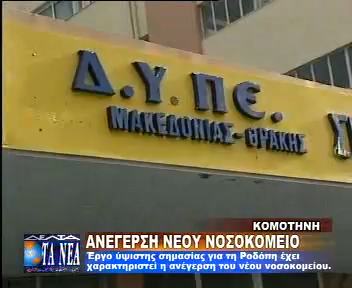 Δ.Υ.ΠΕ.
ΜΑΚΕΔΟΝΙΑΣ-ΘΡΑΚΗΣ
ΚΟΜΟΤΗΝΗ
ΔΕΛΤΑ
ΤΑ ΝΕΑ
ΑΝΕΓΕΡΣΗ ΝΕΟΥ ΝΟΣΟΚΟΜΕΙΟ
Έργο ύψιστης σημασίας για τη Ροδόπη έχει
χαρακτηριστεί η ανέγερση του νέου νοσοκομείου.